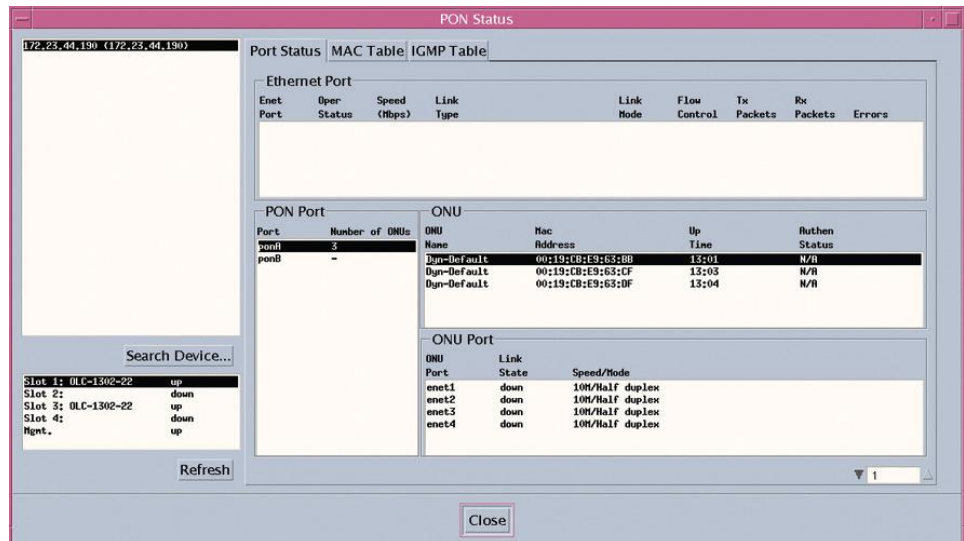 PON Status
172.23.44.190 (172.23.44.190)
Port Status MAC Table IGMP Table
Ethernet Port
Enet Oper Speed Link Link Flow Tx Rx
Port Status (Mbps) Type Mode Control Packets Packets Errors
PON Port
Port Number of ONUs
ponA 3
ponB -
ONU
ONU Mac Up Authen
Name Address Time Status
Dyn-Default 00:19:CB:E9:63:BB 13:01 N/A
Dyn-Default 00:19:CB:E9:63:CF 13:03 N/A
Dyn-Default 00:19:CB:E9:63:DF 13:04 N/A
Search Device...
Slot 1: OLC-1302-22 up
Slot 2: down
Slot 3: OLC-1302-22 up
Slot 4: down
Mgmt. up
Refresh
ONU Port
ONU Link
Port State Speed/Mode
enet1 down 10M/Half duplex
enet2 down 10M/Half duplex
enet3 down 10M/Half duplex
enet4 down 10M/Half duplex
1
Close